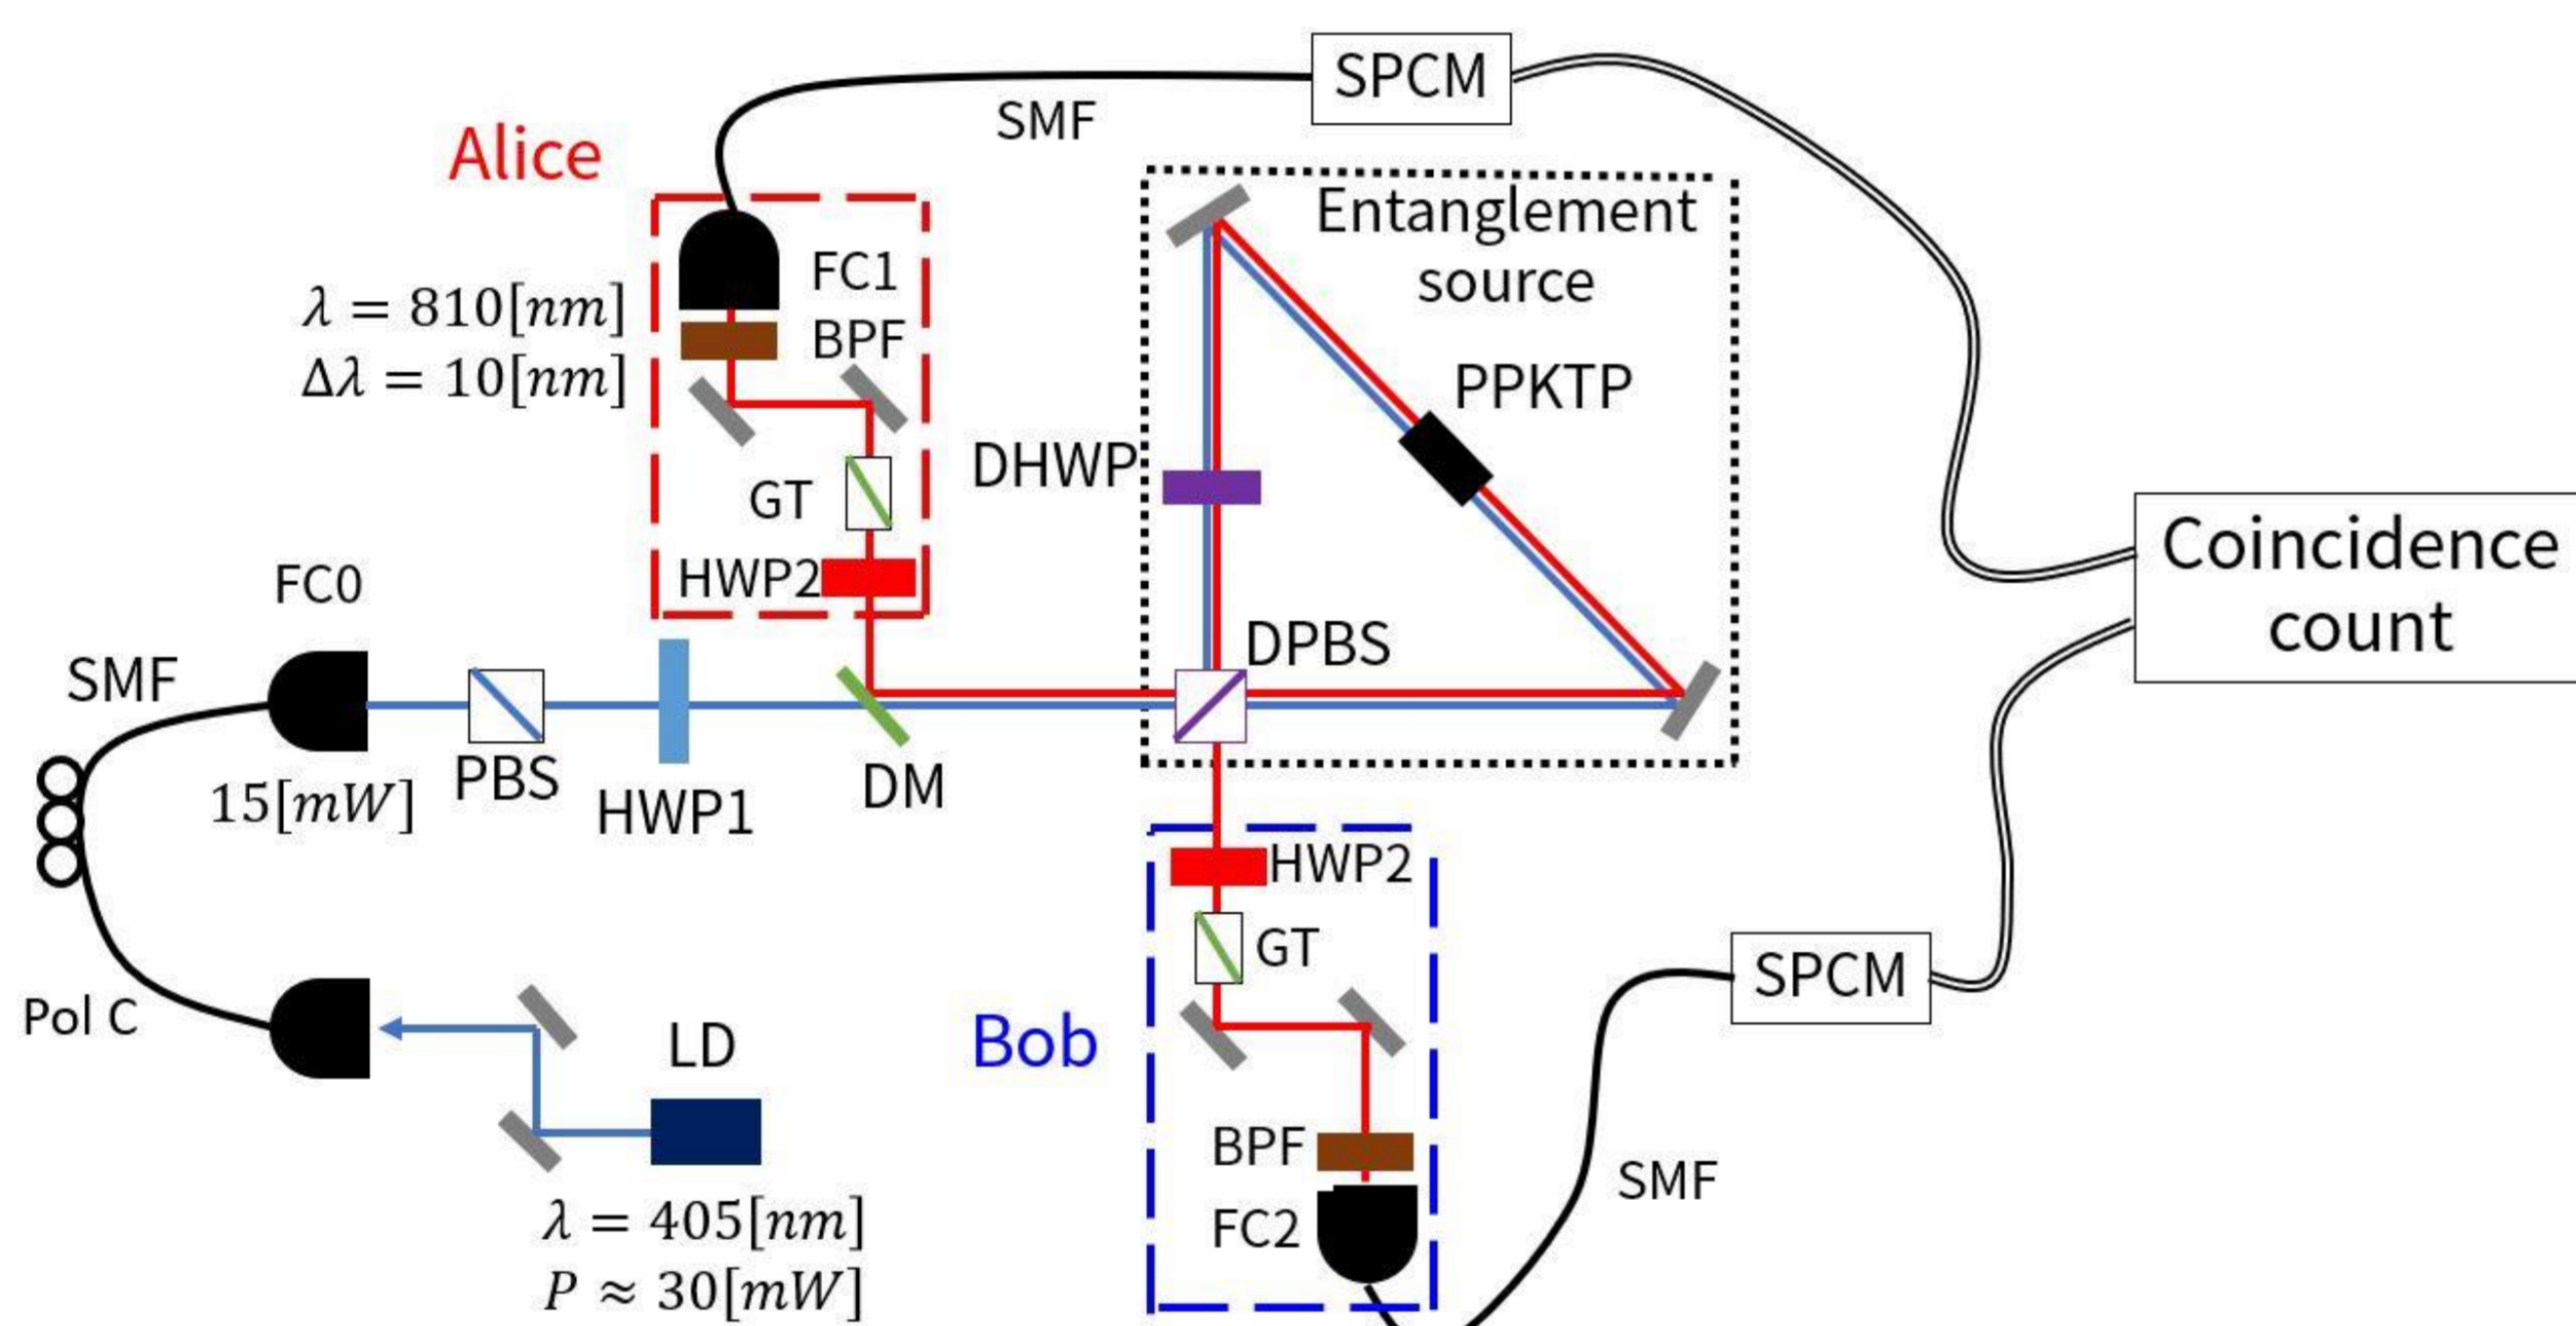 SPCM
SMF
Alice
Entanglement
source
FC1
λ = 810[nm]
BPF
Δλ = 10[nm]
PPKTP
DHWP
GT
Coincidence
count
HWP2
FC0
DPBS
SMF
PBS
DM
15[mW]
HWP1
HWP2
GT
SPCM
Pol C
LD
Bob
BPF
SMF
λ = 405[nm]
FC2
P ≈ 30[mW]